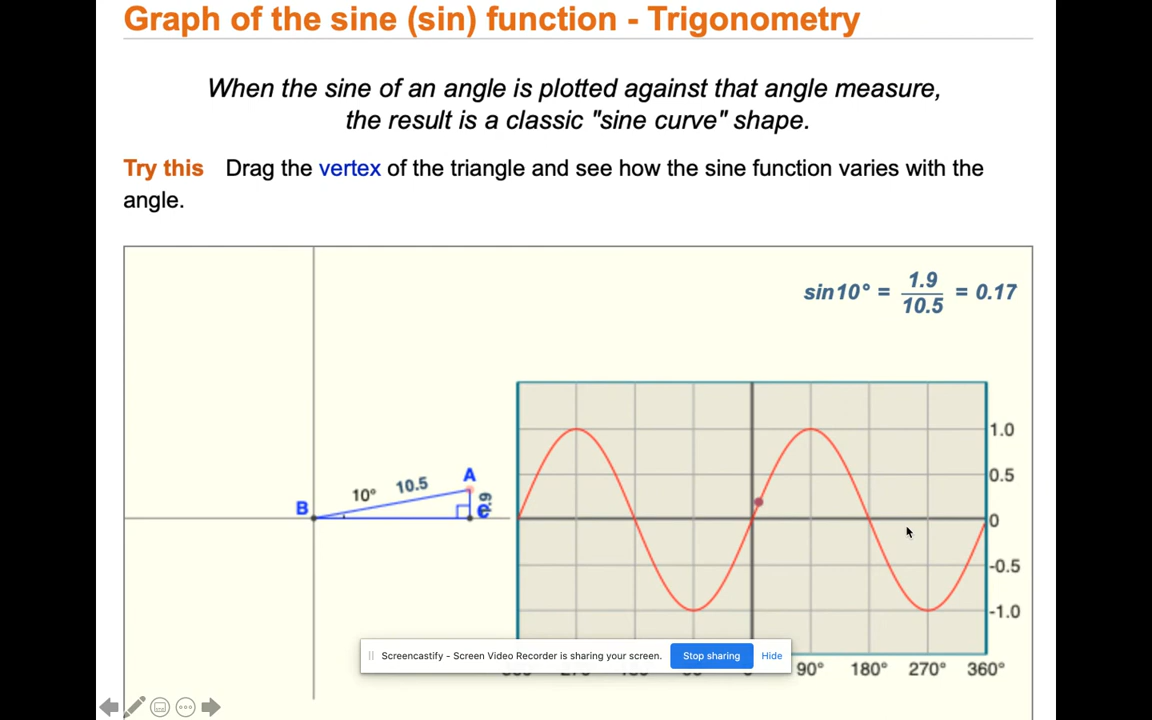 Graph of the sine (sin) function - Trigonometry
When the sine of an angle is plotted against that angle measure,
the result is a classic "sine curve" shape.
Try this Drag the vertex of the triangle and see how the sine function varies with the
angle.
sin10° = 1.9 / 10.5 = 0.17
A
10° 10.5
B
C
1.0
0.5
0
-0.5
-1.0
90° 180° 270° 360°
Screencastify - Screen Video Recorder is sharing your screen. Stop sharing Hide